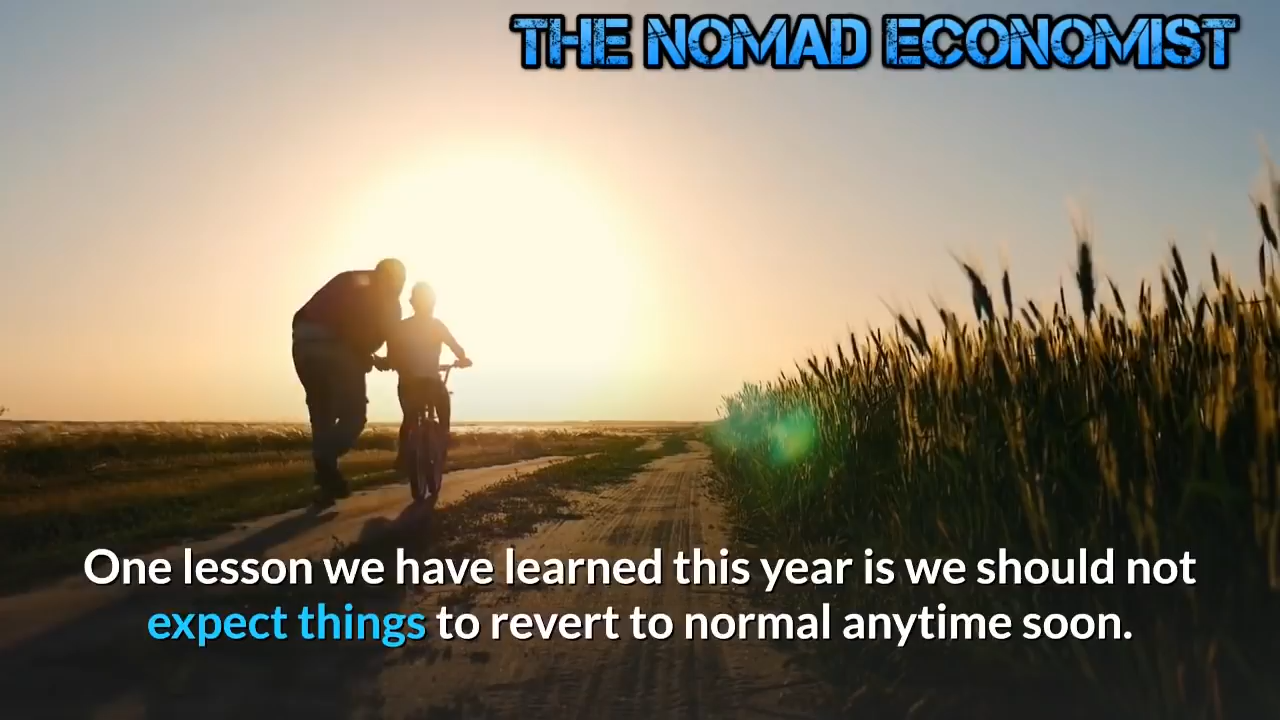 THE NOMAD ECONOMIST
One lesson we have learned this year is we should not
expect things to revert to normal anytime soon.